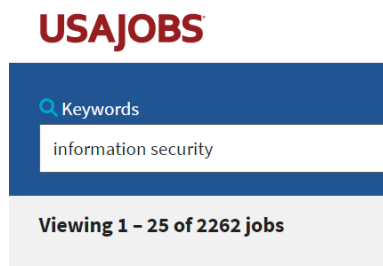 USAJOBS
Keywords
information security
Viewing 1 – 25 of 2262 jobs